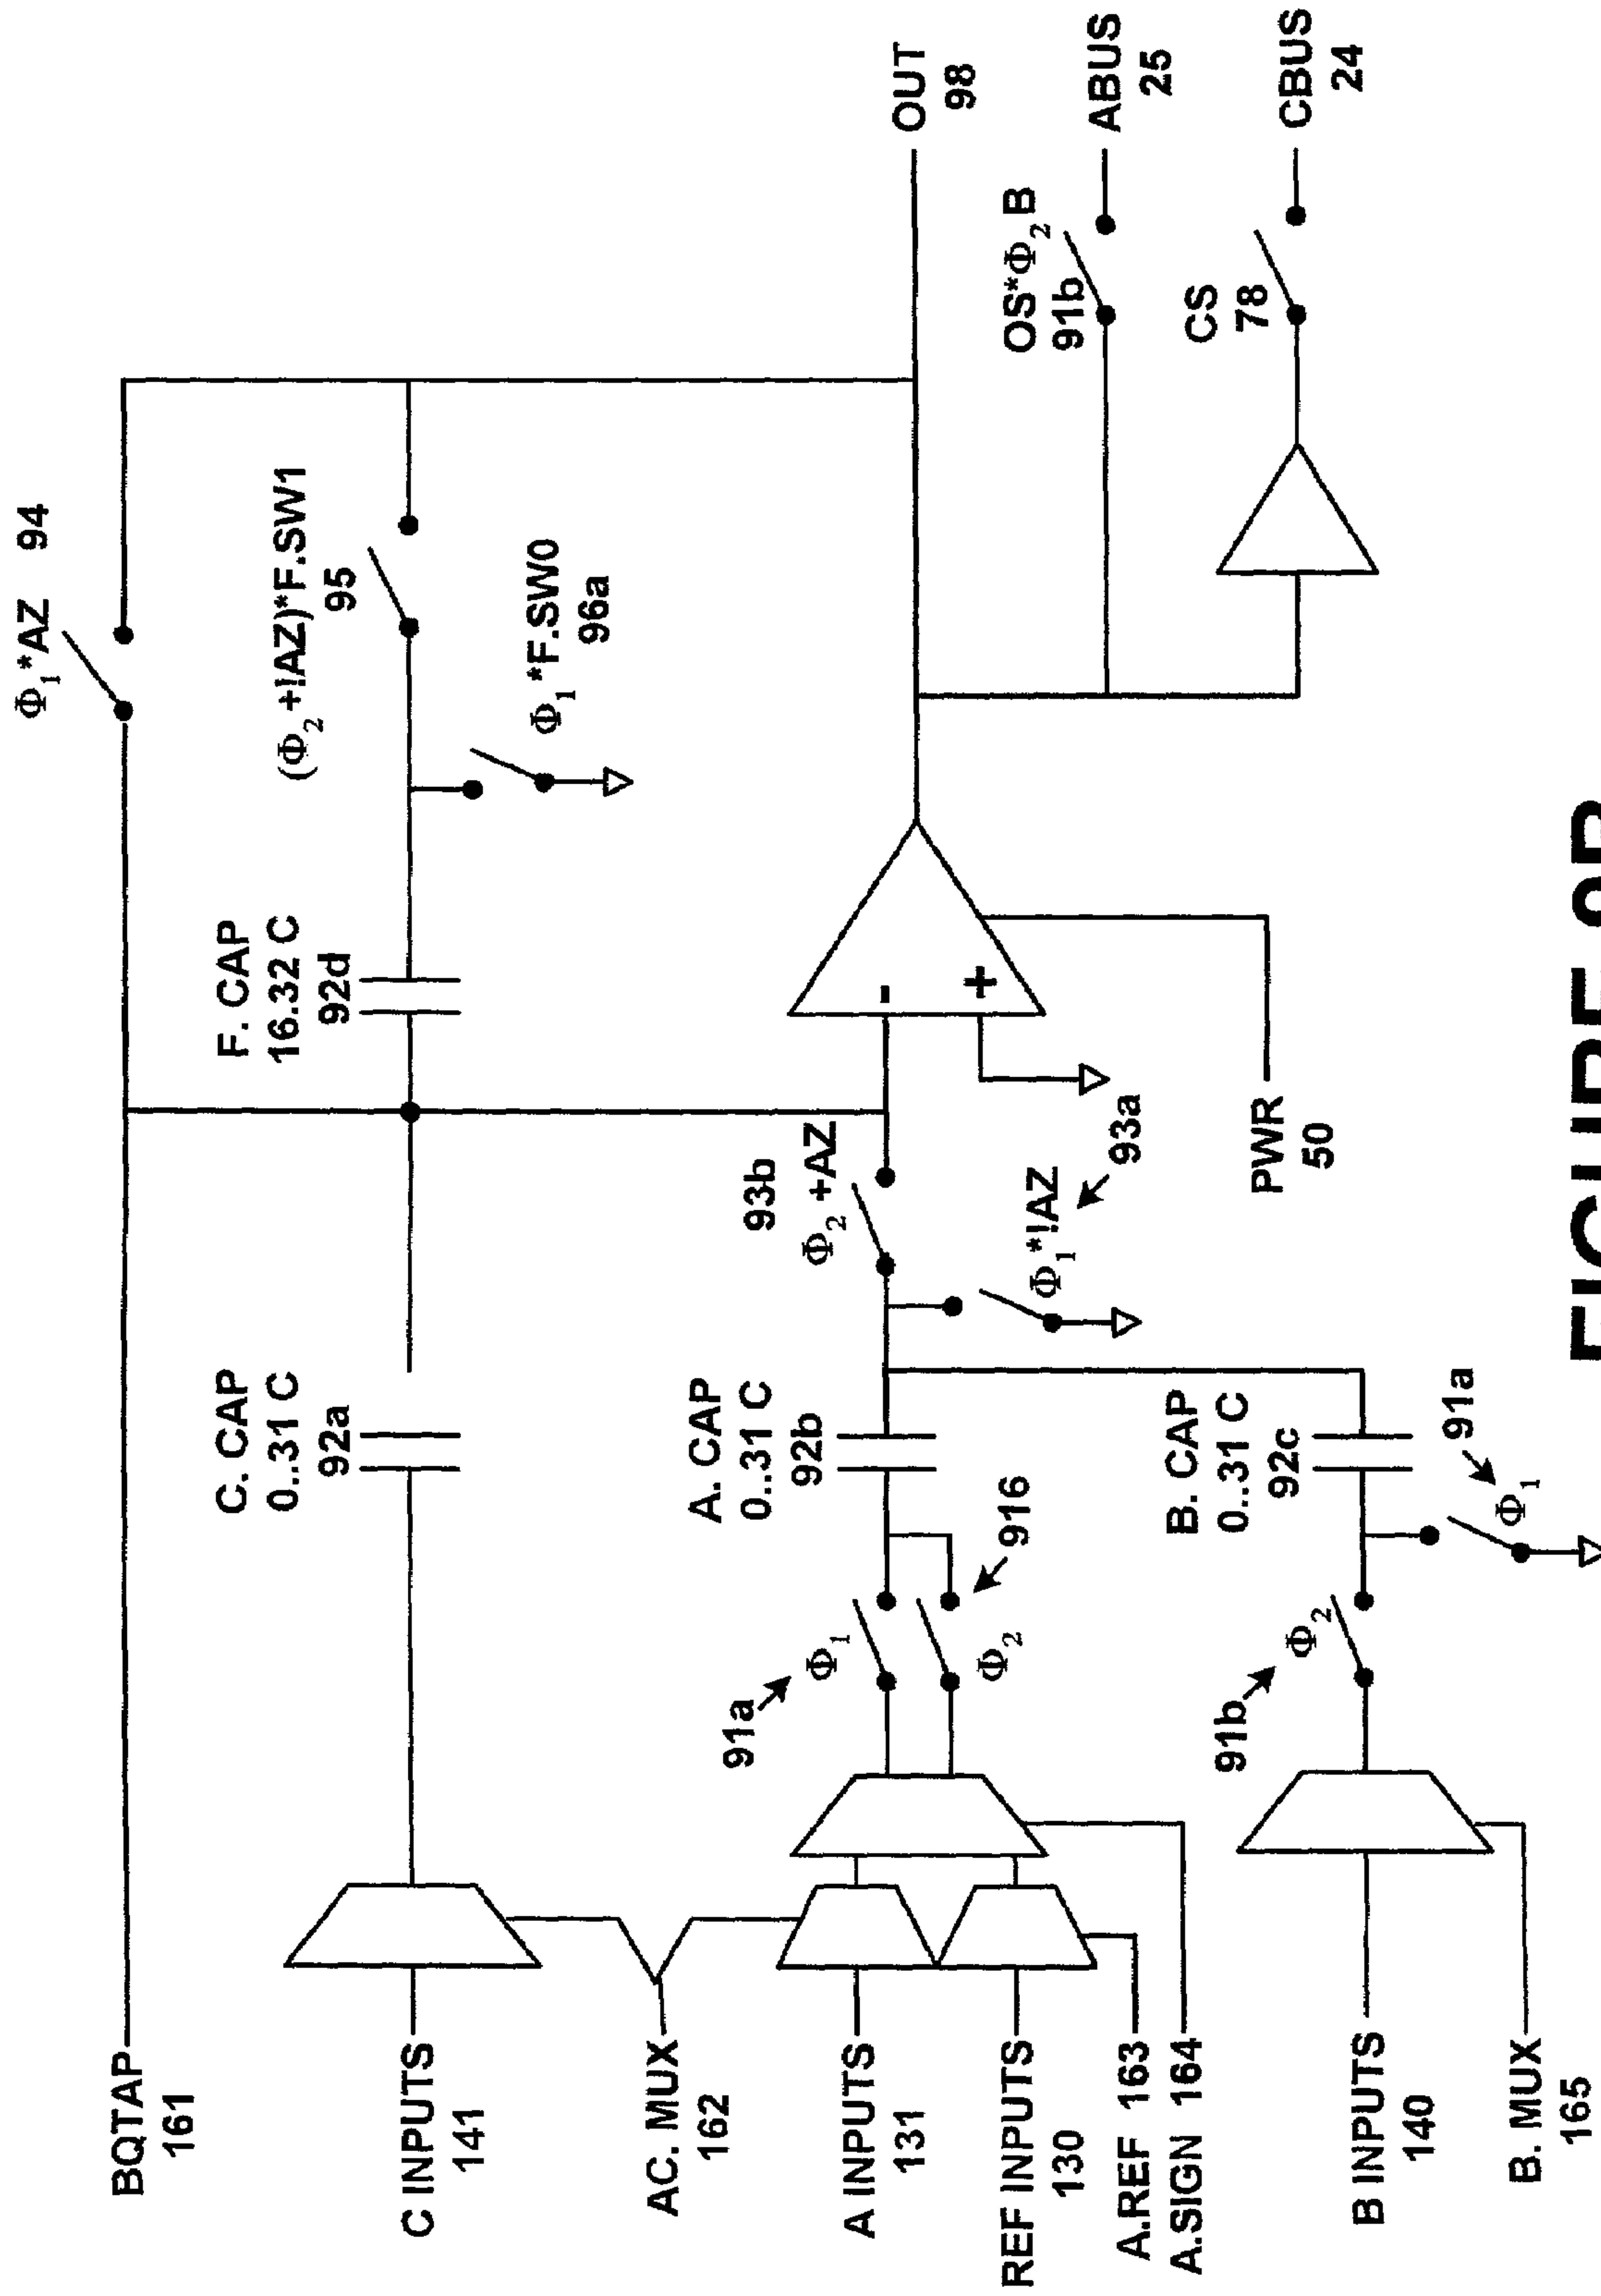 Φ1*AZ 94
F. CAP
16.32 C
92d
(Φ2 +!AZ)*F.SW1
95
Φ1*F.SW0
96a
BQTAP
161
C INPUTS
141
C. CAP
0..31 C
92a
AC. MUX
162
A INPUTS
131
REF INPUTS
130
A.REF 163
A.SIGN 164
91a
Φ1
Φ2
916
A. CAP
0..31 C
92b
93b
Φ2 +AZ
Φ1*!AZ
93a
-
+
PWR
50
OUT
98
OS*Φ2B
91b
ABUS
25
CS
78
CBUS
24
B INPUTS
140
B. MUX
165
91b
Φ2
B. CAP
0..31 C
92c
91a
Φ1